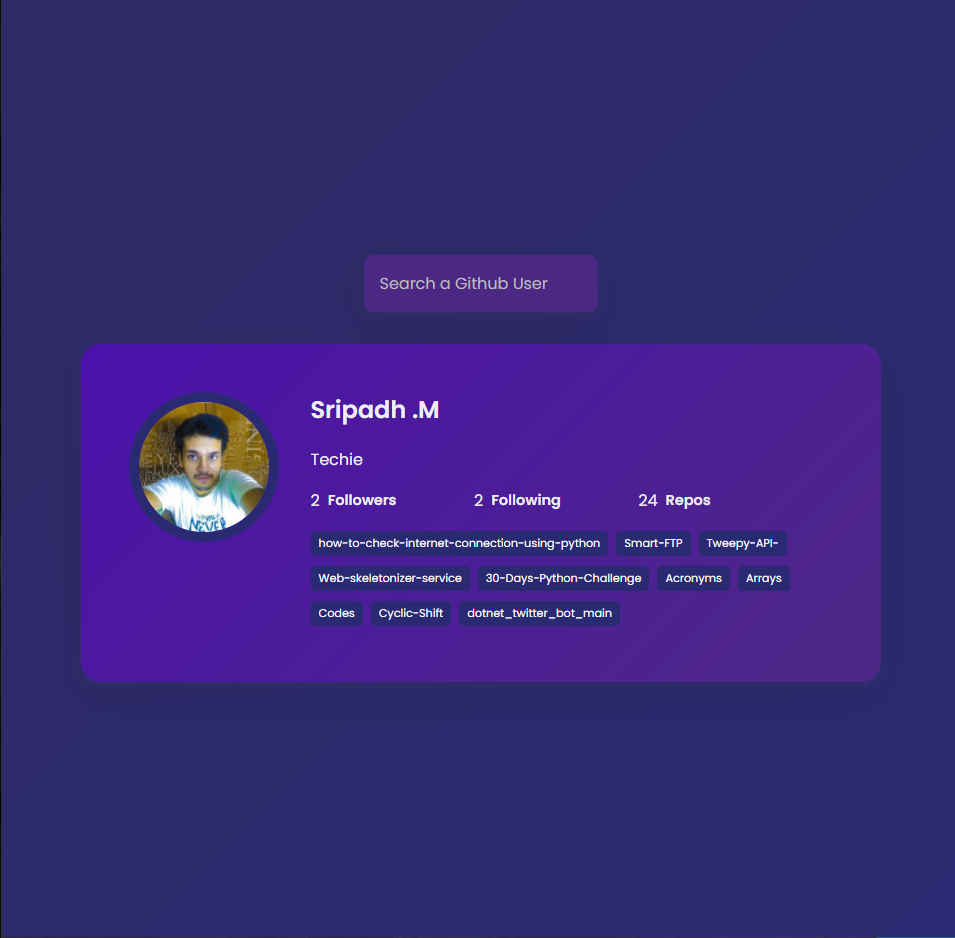 Search a Github User
Sripadh .M
Techie
2 Followers 2 Following 24 Repos
how-to-check-internet-connection-using-python Smart-FTP Tweepy-API-
Web-skeletonizer-service 30-Days-Python-Challenge Acronyms Arrays
Codes Cyclic-Shift dotnet_twitter_bot_main
NEVER